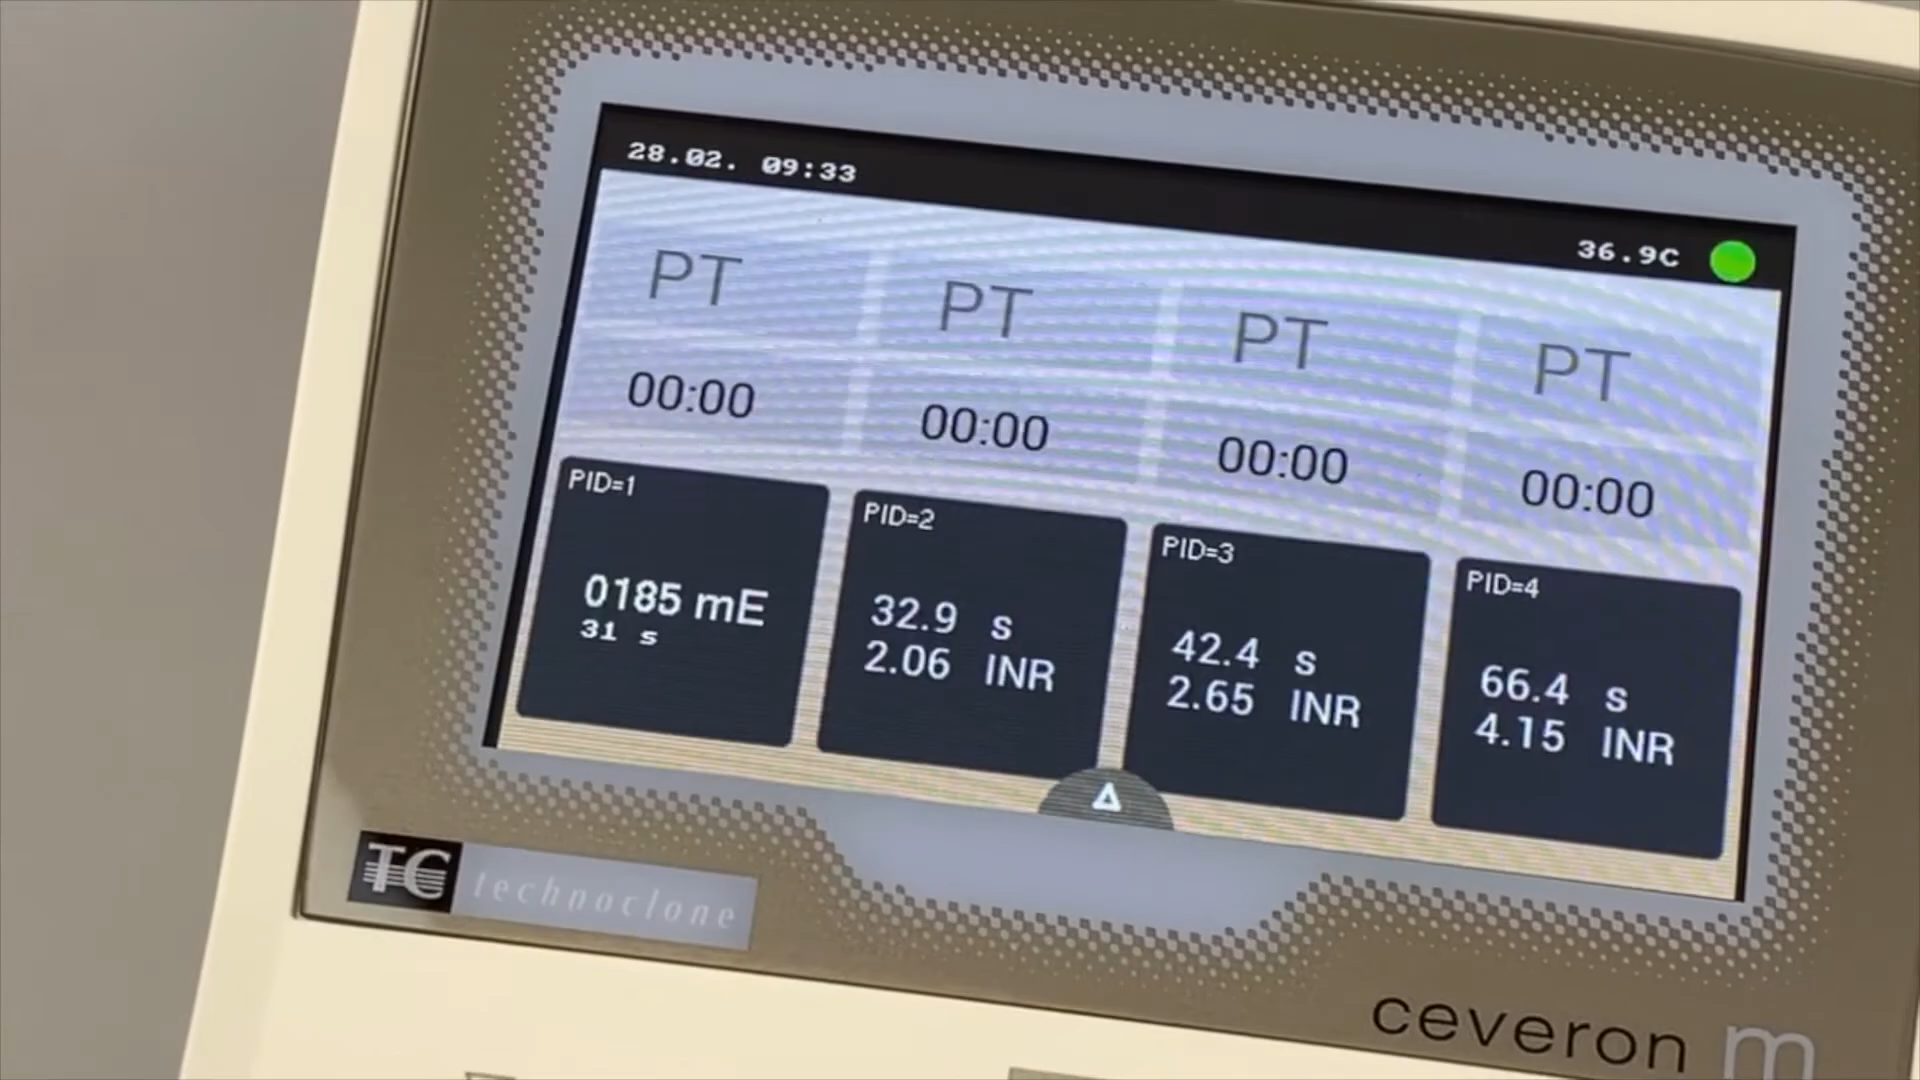 28.02. 09:33
36.9C
PT PT PT PT
00:00 00:00 00:00 00:00
PID=1
0185 mE
31 s
PID=2
32.9 s
2.06 INR
PID=3
42.4 s
2.65 INR
PID=4
66.4 s
4.15 INR
TC technoclone
ceveron m